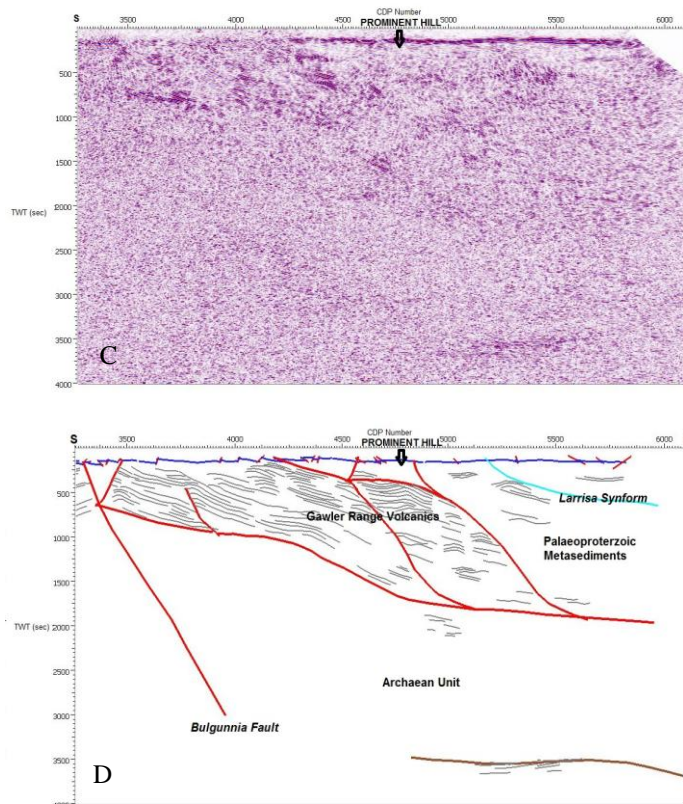 CDP Number
S 3500 4000 4500 5000 5500 6000
PROMINENT HILL
500
1000
1500
TWT (sec) 2000
2500
3000
3500
4000
C
CDP Number
S 3500 4000 4500 5000 5500 6000
PROMINENT HILL
500
Larrisa Synform
Gawler Range Volcanics
1000
Palaeoproterzoic
Metasediments
1500
TWT (sec) 2000
2500
Archaean Unit
3000
Bulgunnia Fault
3500
D